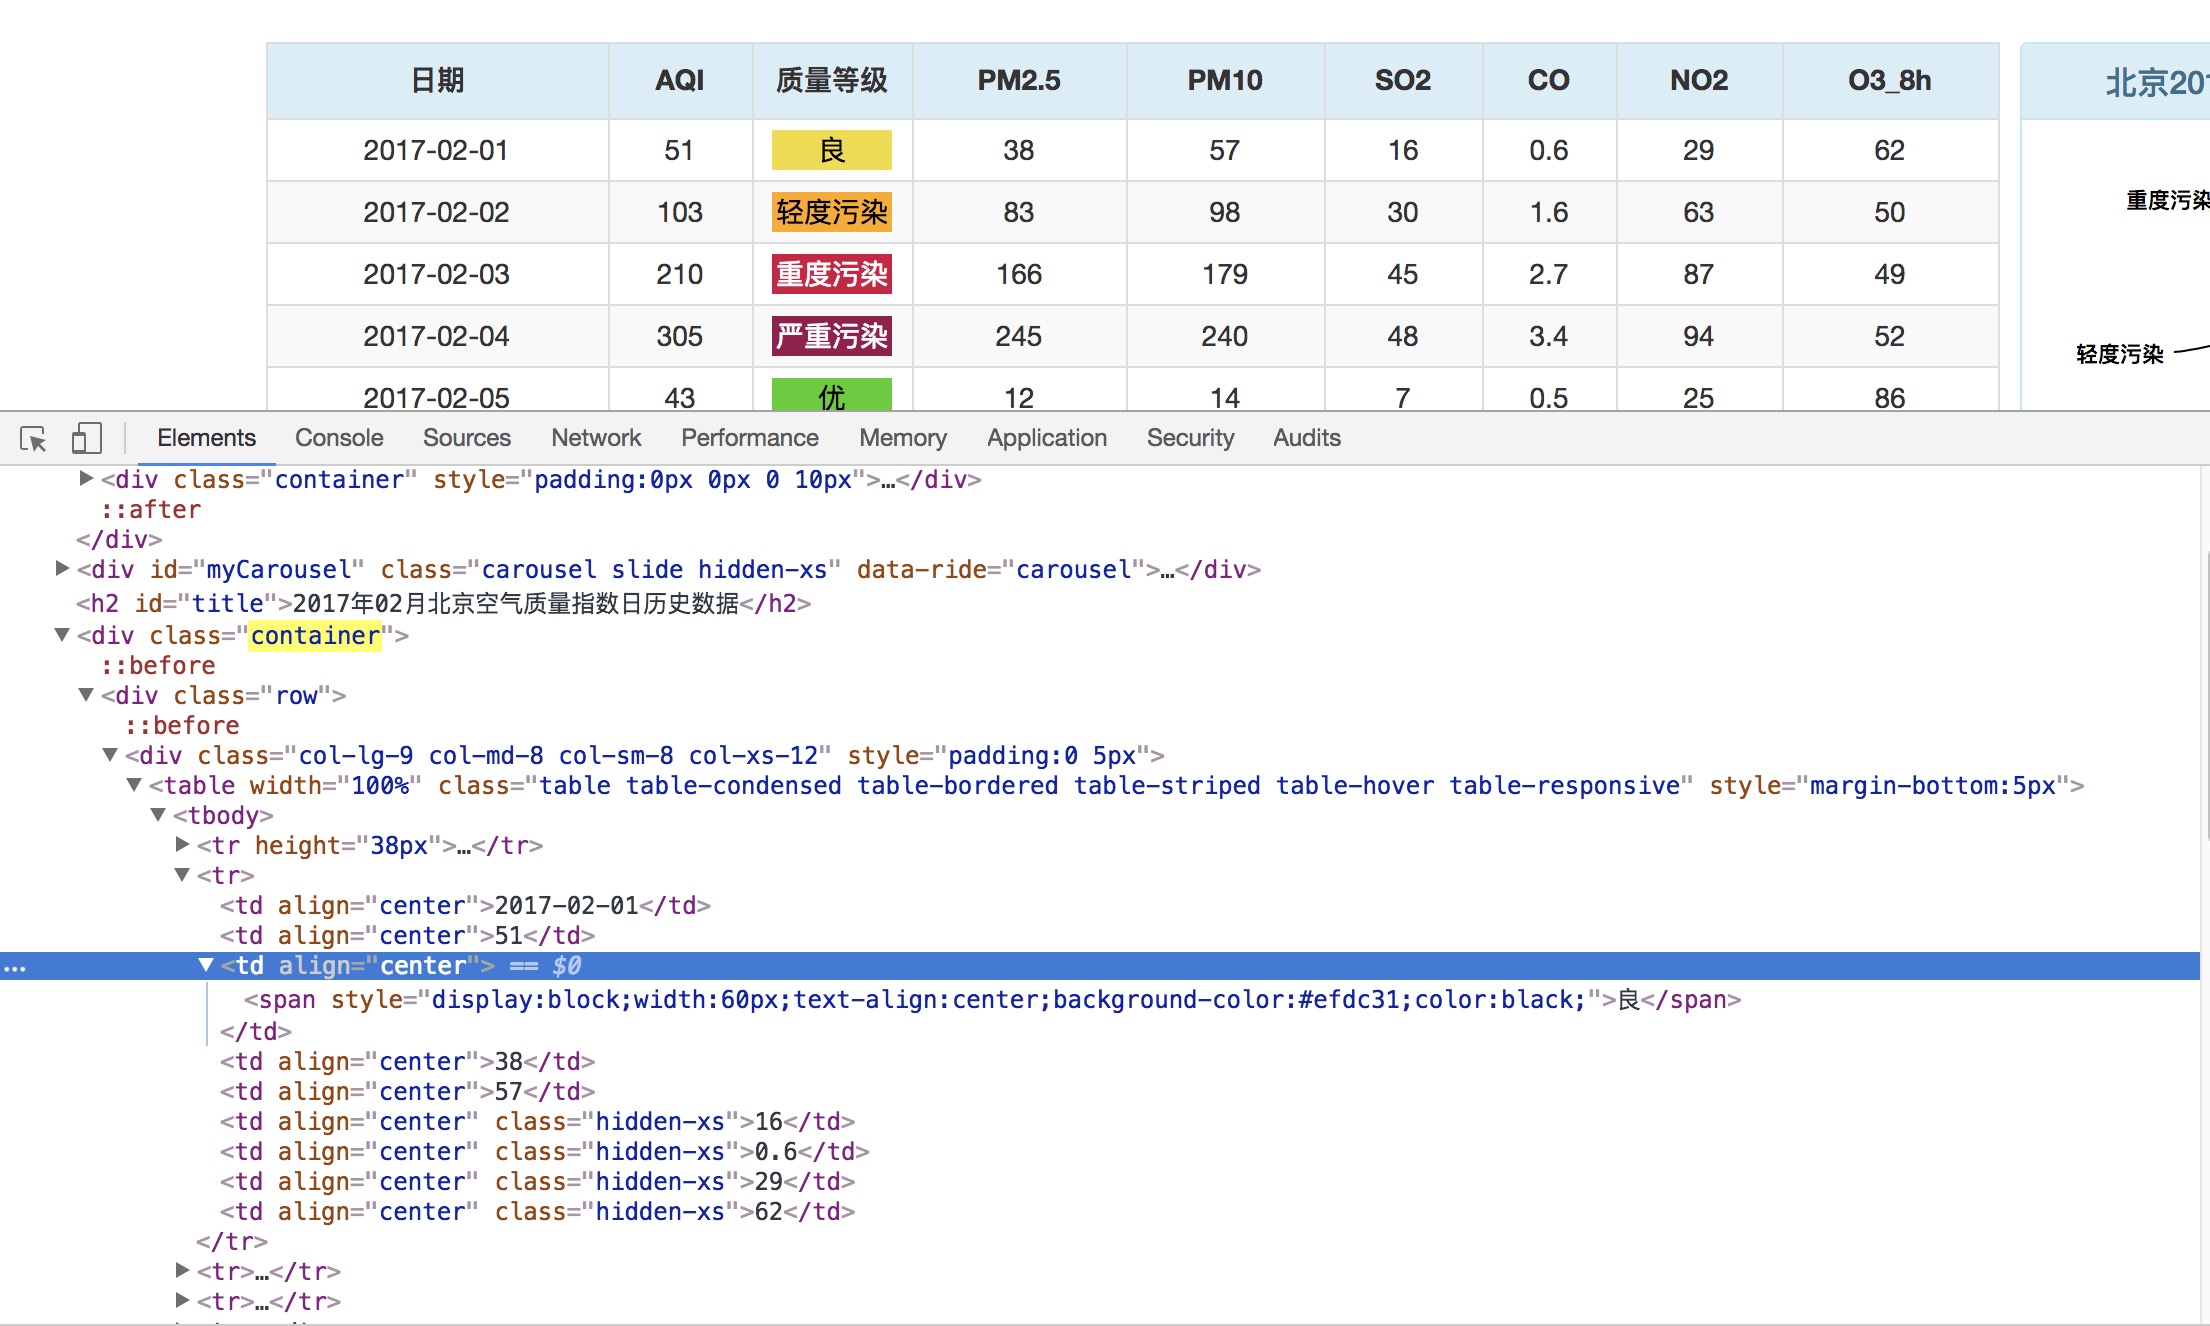 日期 AQI 质量等级 PM2.5 PM10 SO2 CO NO2 O3_8h
2017-02-01 51 良 38 57 16 0.6 29 62
2017-02-02 103 轻度污染 83 98 30 1.6 63 50
2017-02-03 210 重度污染 166 179 45 2.7 87 49
2017-02-04 305 严重污染 245 240 48 3.4 94 52
2017-02-05 43 优 12 14 7 0.5 25 86
北京20
重度污染
轻度污染
Elements Console Sources Network Performance Memory Application Security Audits
<div class="container" style="padding:0px 0px 0 10px">…</div>
::after
</div>
<div id="myCarousel" class="carousel slide hidden-xs" data-ride="carousel">…</div>
<h2 id="title">2017年02月北京空气质量指数日历史数据</h2>
<div class="container">
::before
<div class="row">
::before
<div class="col-lg-9 col-md-8 col-sm-8 col-xs-12" style="padding:0 5px">
<table width="100%" class="table table-condensed table-bordered table-striped table-hover table-responsive" style="margin-bottom:5px">
<tbody>
<tr height="38px">…</tr>
<tr>
<td align="center">2017-02-01</td>
<td align="center">51</td>
… <td align="center"> == $0
<span style="display:block;width:60px;text-align:center;background-color:#efdc31;color:black;">良</span>
</td>
<td align="center">38</td>
<td align="center">57</td>
<td align="center" class="hidden-xs">16</td>
<td align="center" class="hidden-xs">0.6</td>
<td align="center" class="hidden-xs">29</td>
<td align="center" class="hidden-xs">62</td>
</tr>
<tr>…</tr>
<tr>…</tr>